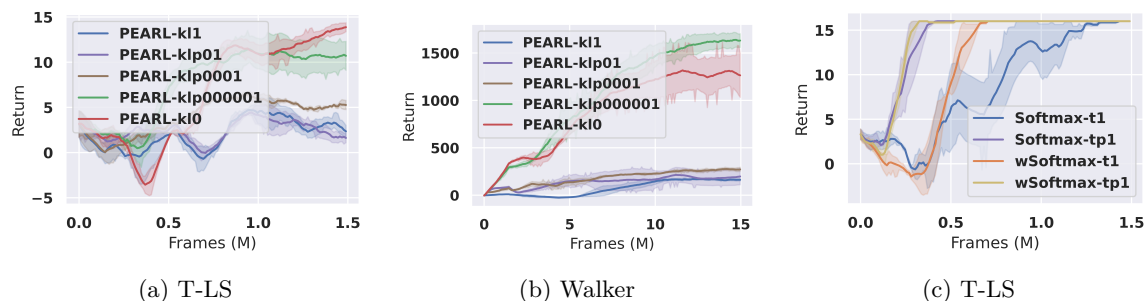 15
10
5
0
−5
Return
PEARL-kl1
PEARL-klp01
PEARL-klp0001
PEARL-klp000001
PEARL-kl0
0.0 0.5 1.0 1.5
Frames (M)
(a) T-LS
1500
1000
500
0
Return
PEARL-kl1
PEARL-klp01
PEARL-klp0001
PEARL-klp000001
PEARL-kl0
0 5 10 15
Frames (M)
(b) Walker
15
10
5
0
Return
Softmax-t1
Softmax-tp1
wSoftmax-t1
wSoftmax-tp1
0.0 0.5 1.0 1.5
Frames (M)
(c) T-LS